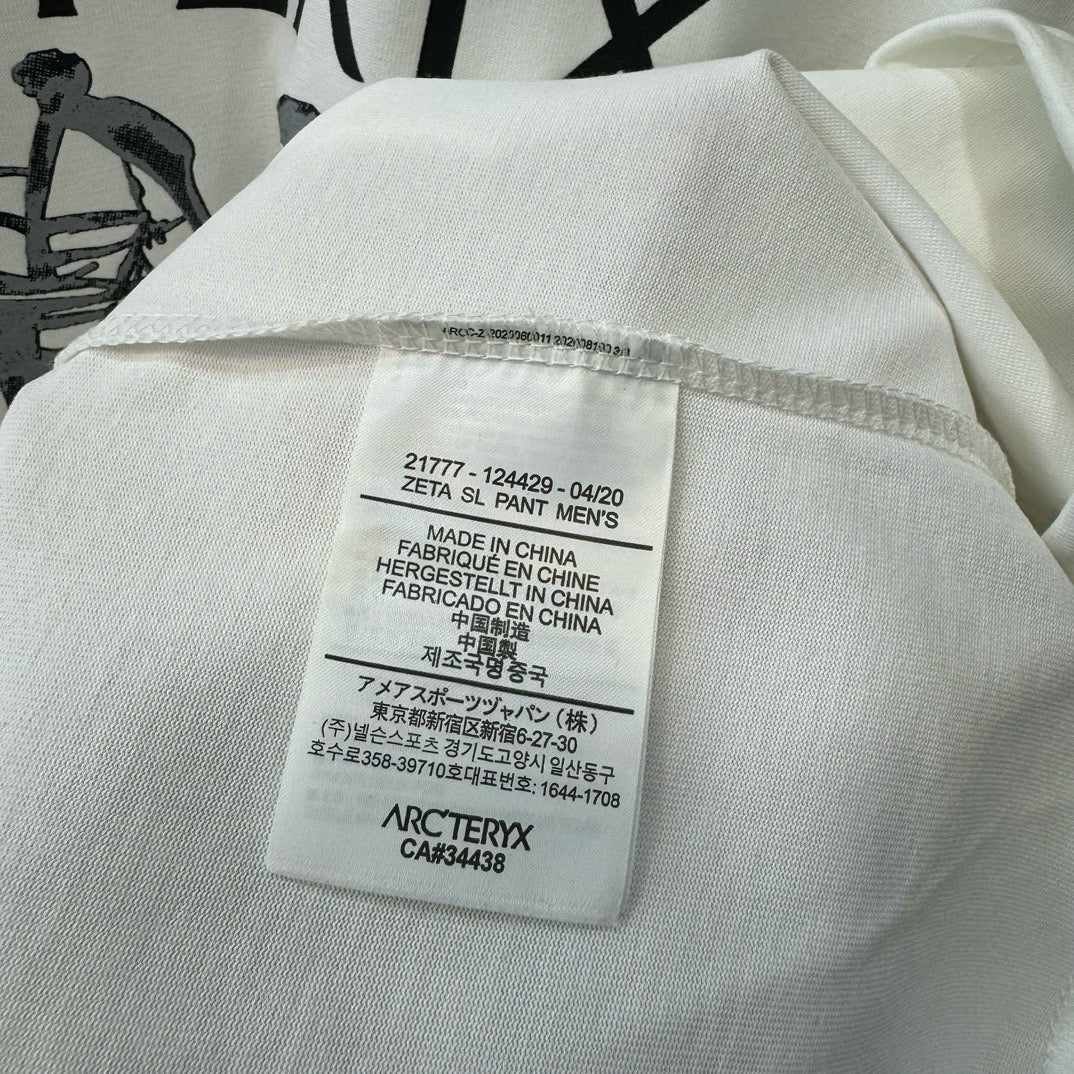 21777 - 124429 - 04/20
ZETA SL PANT MEN'S
MADE IN CHINA
FABRIQUÉ EN CHINE
HERGESTELLT IN CHINA
FABRICADO EN CHINA
中国制造
中国製
제조국명 중국
アメアスポーツヂャパン（株）
東京都新宿区新宿6-27-30
(주)넬슨스포츠 경기도고양시 일산동구
호수로358-39710호대표번호: 1644-1708
ARC'TERYX
CA#34438